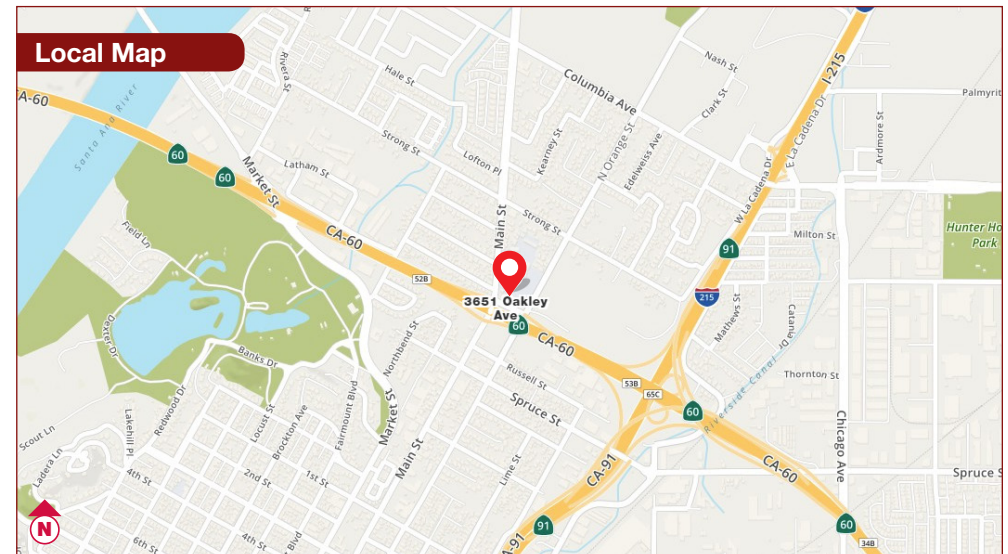 Local Map
I-215
CA-60
Santa Ana River
Rivera St
Hale St
Columbia Ave
Nash St
Clark St
Palmyrit
E La Cadena Dr
Ardmore St
60
60
Market St
Latham St
Strong St
Lofton Pl
Kearney St
N Orange St
Edelweiss Ave
W La Cadena Dr
Main St
Strong St
CA-60
Field Ln
91
Milton St
Hunter Ho
Park
52B
3651 Oakley
Ave
60
215
Mathews St
Catania Dr
Dexter Dr
Banks Dr
Northbend St
CA-60
Russell St
53B
65C
Riverside Canal
Thornton St
Redwood Dr
Lakehill Pl
Locust St
Brockton Ave
Fairmount Blvd
Market St
Spruce St
60
Chicago Ave
Scout Ln
Ladera Ln
Main St
Lime St
CA-91
CA-60
Spruce S
4th St
2nd St
1st St
N
6th St
4th St
Blvd
A-91
91
60
34B